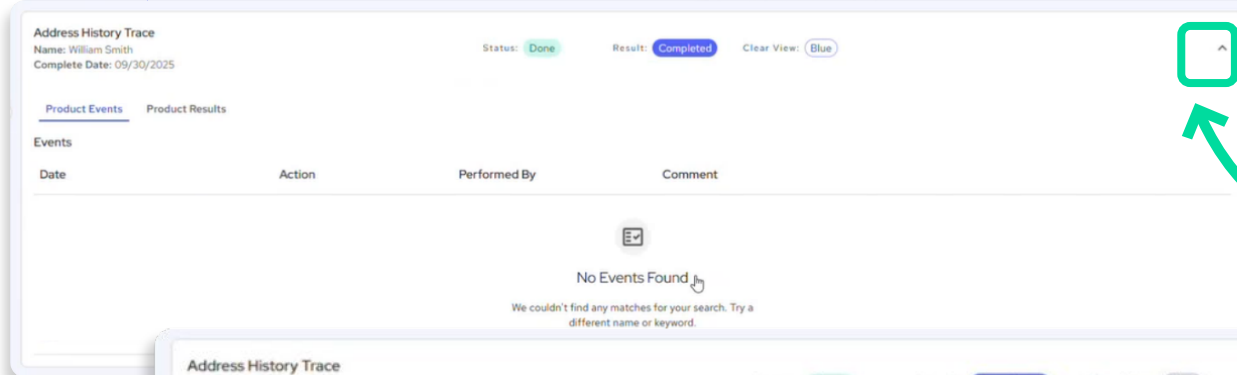 Address History Trace
Name: William Smith
Complete Date: 09/30/2025
Status: Done Result: Completed Clear View: Blue
Product Events Product Results
Events
Date Action Performed By Comment
No Events Found
We couldn't find any matches for your search. Try a
different name or keyword.
Address History Trace